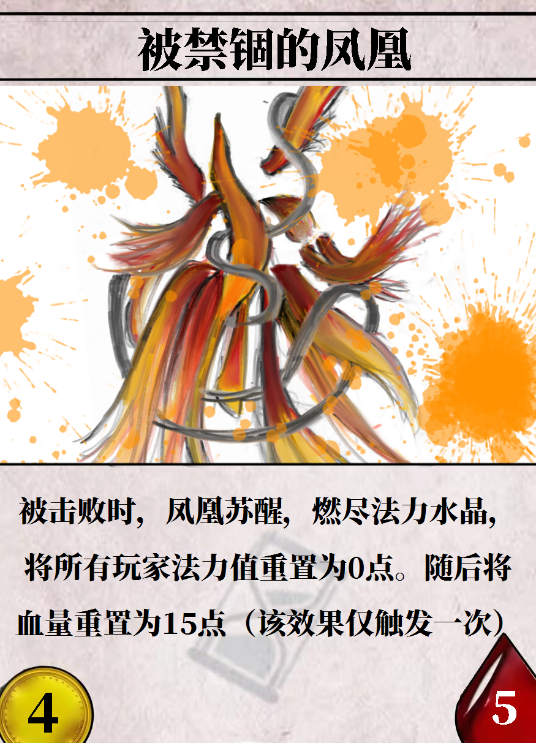 被禁锢的凤凰
被击败时，凤凰苏醒，燃尽法力水晶，
将所有玩家法力值重置为0点。随后将
血量重置为15点（该效果仅触发一次）
4
5